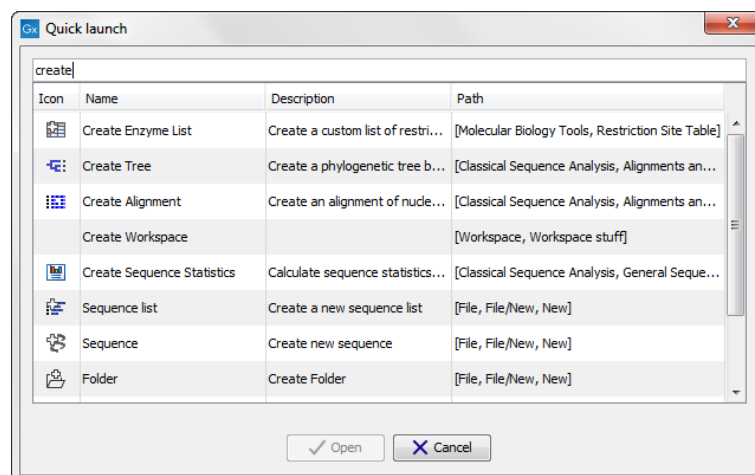 Gx Quick launch
create
Icon Name Description Path
Create Enzyme List Create a custom list of restri... [Molecular Biology Tools, Restriction Site Table]
Create Tree Create a phylogenetic tree b... [Classical Sequence Analysis, Alignments an...
Create Alignment Create an alignment of nucle... [Classical Sequence Analysis, Alignments an...
Create Workspace [Workspace, Workspace stuff]
Create Sequence Statistics Calculate sequence statistics... [Classical Sequence Analysis, General Seque...
Sequence list Create a new sequence list [File, File/New, New]
Sequence Create new sequence [File, File/New, New]
Folder Create Folder [File, File/New, New]
Open Cancel